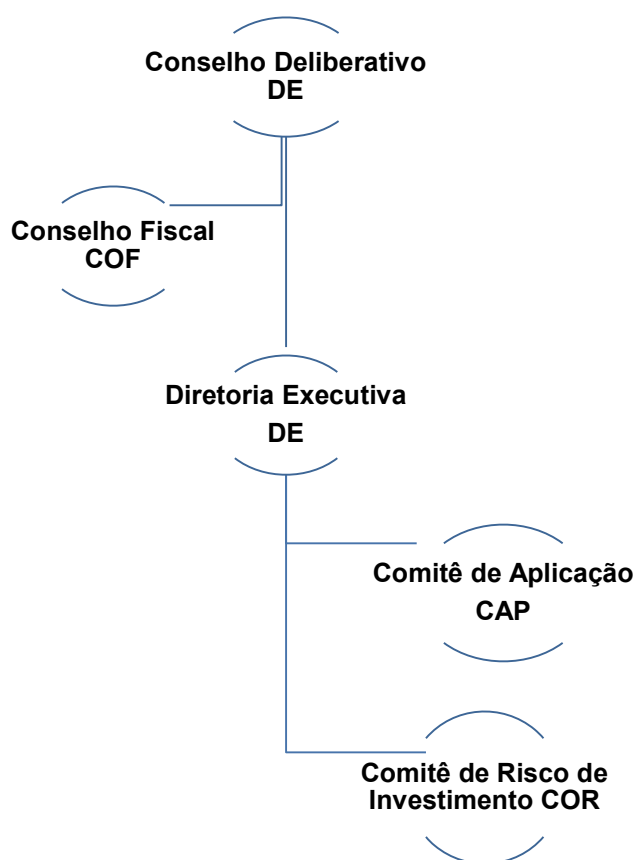 Conselho Deliberativo
DE
Conselho Fiscal
COF
Diretoria Executiva
DE
Comitê de Aplicação
CAP
Comitê de Risco de
Investimento COR